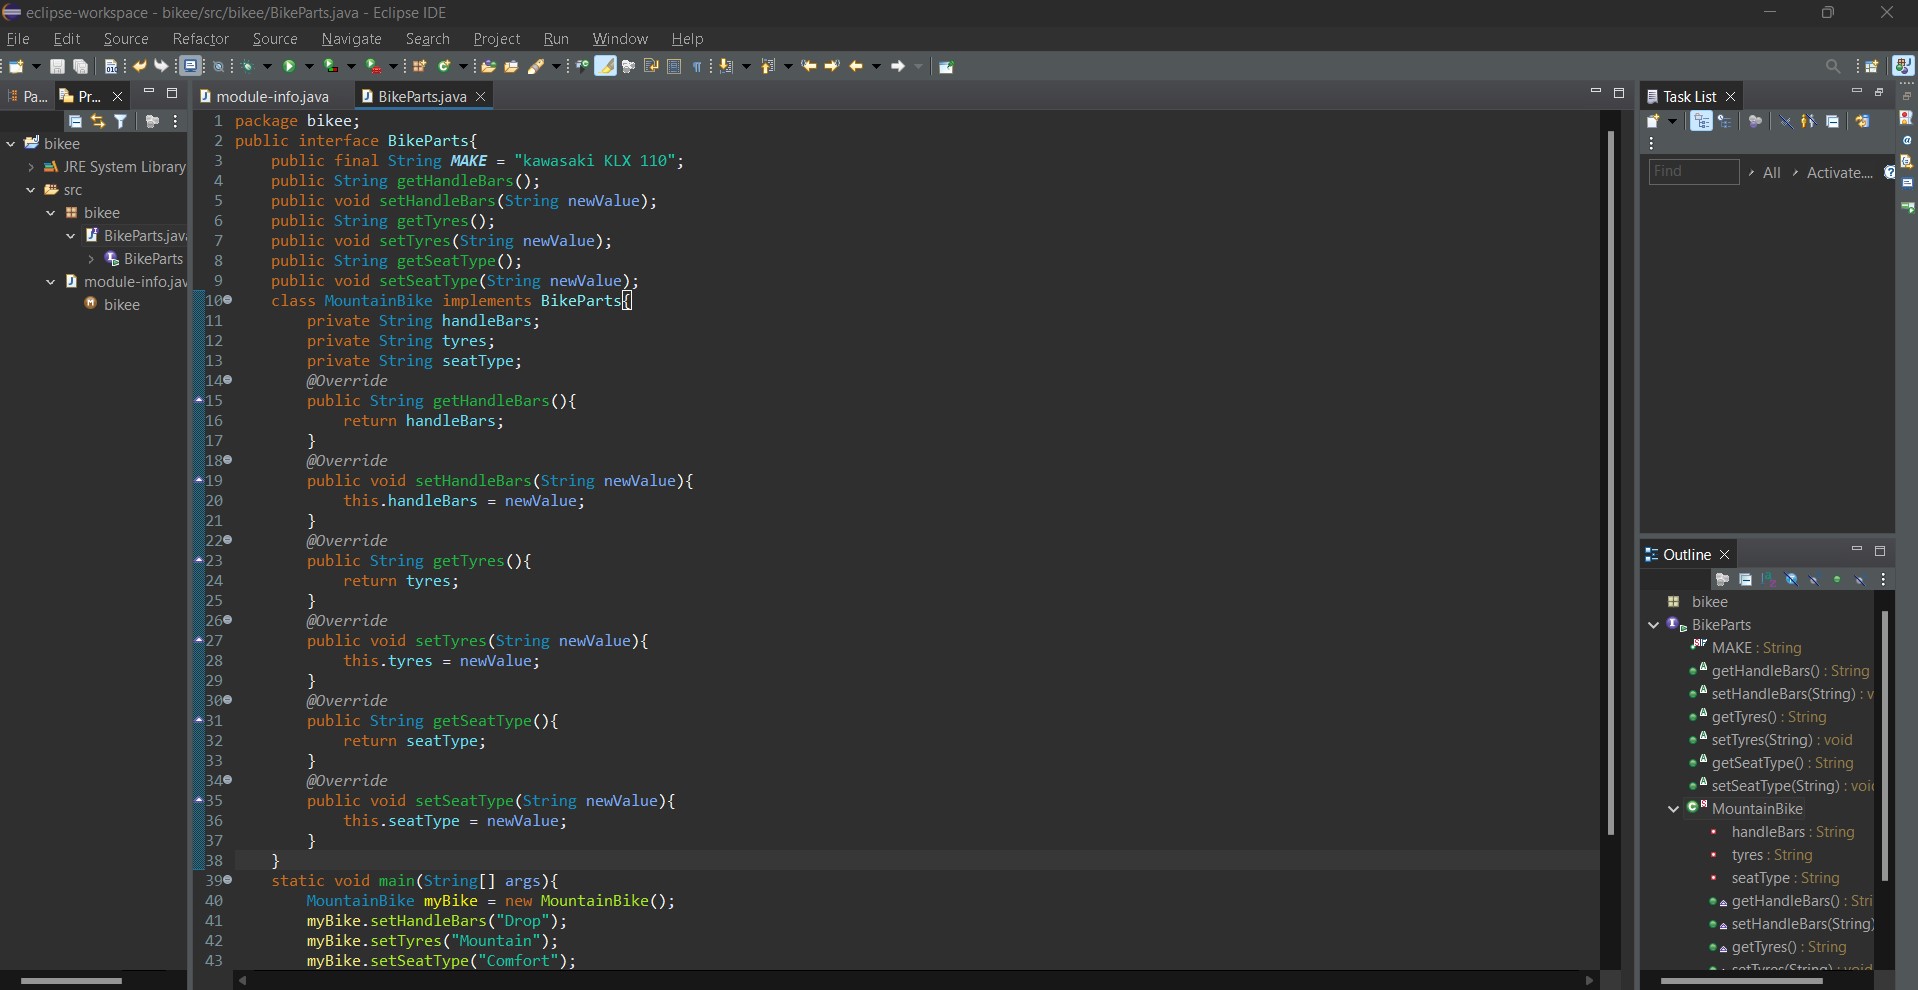 eclipse-workspace - bikee/src/bikee/BikeParts.java - Eclipse IDE
File Edit Source Refactor Source Navigate Search Project Run Window Help
Pa... Pr...
module-info.java BikeParts.java
Task List
bikee
JRE System Library
src
bikee
BikeParts.jav
BikeParts
module-info.jav
bikee
1 package bikee;
2 public interface BikeParts{
3 public final String MAKE = "kawasaki KLX 110";
4 public String getHandleBars();
5 public void setHandleBars(String newValue);
6 public String getTyres();
7 public void setTyres(String newValue);
8 public String getSeatType();
9 public void setSeatType(String newValue);
10 class MountainBike implements BikeParts{
11 private String handleBars;
12 private String tyres;
13 private String seatType;
14 @Override
15 public String getHandleBars(){
16 return handleBars;
17 }
18 @Override
19 public void setHandleBars(String newValue){
20 this.handleBars = newValue;
21 }
22 @Override
23 public String getTyres(){
24 return tyres;
25 }
26 @Override
27 public void setTyres(String newValue){
28 this.tyres = newValue;
29 }
30 @Override
31 public String getSeatType(){
32 return seatType;
33 }
34 @Override
35 public void setSeatType(String newValue){
36 this.seatType = newValue;
37 }
38 }
39 static void main(String[] args){
40 MountainBike myBike = new MountainBike();
41 myBike.setHandleBars("Drop");
42 myBike.setTyres("Mountain");
43 myBike.setSeatType("Comfort");
Find All Activate....
Outline
bikee
BikeParts
MAKE : String
getHandleBars() : String
setHandleBars(String) : v
getTyres() : String
setTyres(String) : void
getSeatType() : String
setSeatType(String) : voi
MountainBike
handleBars : String
tyres : String
seatType : String
getHandleBars() : Stri
setHandleBars(String)
getTyres() : String
setTyres(String) : void